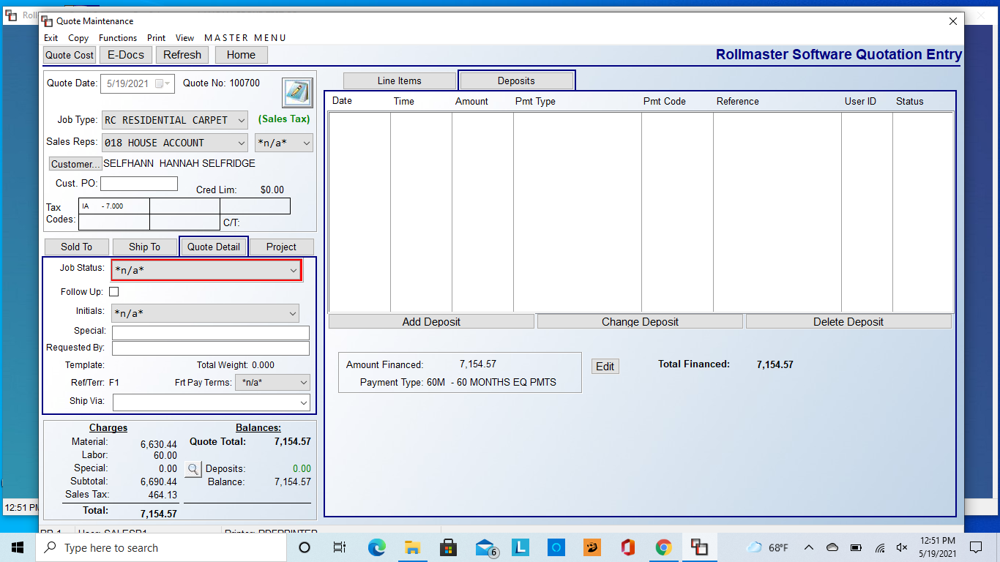 Rol
Quote Maintenance
Exit Copy Functions Print View M A S T E R M E N U
Quote Cost E-Docs Refresh Home
Rollmaster Software Quotation Entry
Quote Date: 5/19/2021 Quote No: 100700
Job Type: RC RESIDENTIAL CARPET (Sales Tax)
Sales Reps: 018 HOUSE ACCOUNT *n/a*
Customer... SELFHANN HANNAH SELFRIDGE
Cust. PO:
Cred Lim: $0.00
Tax Codes: IA - 7.000
C/T:
Sold To Ship To Quote Detail Project
Job Status: *n/a*
Follow Up:
Initials: *n/a*
Special:
Requested By:
Template: Total Weight: 0.000
Ref/Terr: F1 Frt Pay Terms: *n/a*
Ship Via:
Charges Balances:
Material: 6,630.44 Quote Total: 7,154.57
Labor: 60.00
Special: 0.00 Deposits: 0.00
Subtotal: 6,690.44 Balance: 7,154.57
Sales Tax: 464.13
Total: 7,154.57
Line Items Deposits
Date Time Amount Pmt Type Pmt Code Reference User ID Status
Add Deposit Change Deposit Delete Deposit
Amount Financed: 7,154.57 Edit Total Financed: 7,154.57
Payment Type: 60M - 60 MONTHS EQ PMTS
12:51 PM
Type here to search
6
L
68°F
12:51 PM
5/19/2021